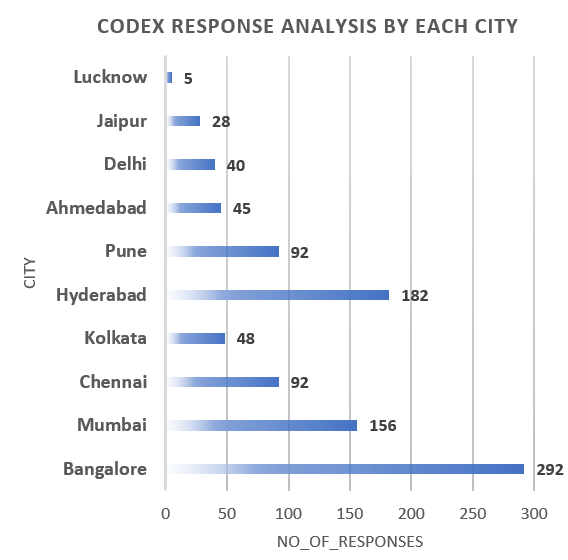 CODEX RESPONSE ANALYSIS BY EACH CITY
CITY
Lucknow 5
Jaipur 28
Delhi 40
Ahmedabad 45
Pune 92
Hyderabad 182
Kolkata 48
Chennai 92
Mumbai 156
Bangalore 292
0 50 100 150 200 250 300
NO_OF_RESPONSES